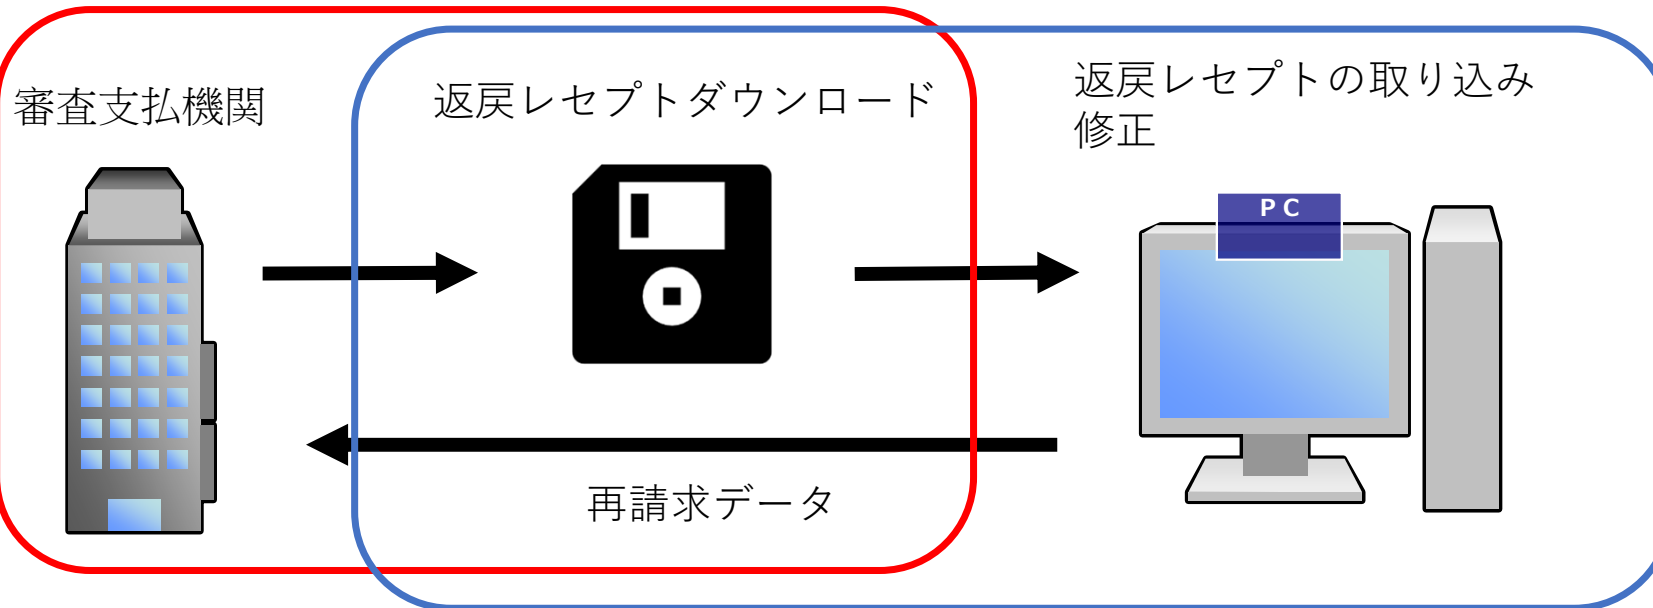 審査支払機関
返戻レセプトダウンロード
返戻レセプトの取り込み
修正
PC
再請求データ